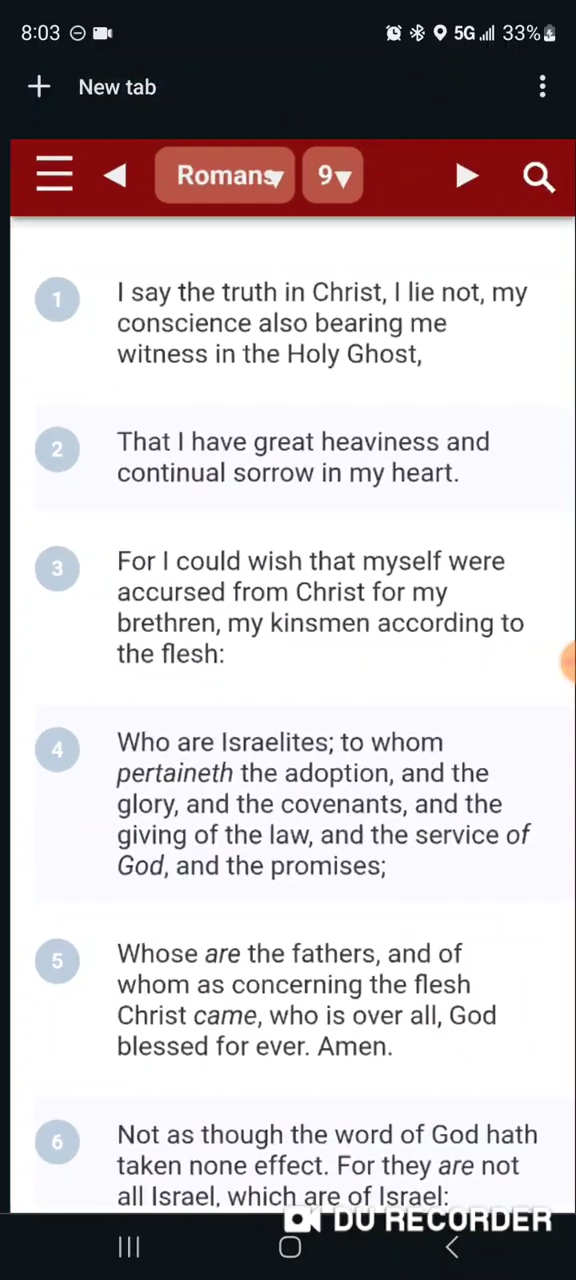 8:03 5G 33%
+ New tab
Romans 9
1 I say the truth in Christ, I lie not, my
conscience also bearing me
witness in the Holy Ghost,
2 That I have great heaviness and
continual sorrow in my heart.
3 For I could wish that myself were
accursed from Christ for my
brethren, my kinsmen according to
the flesh:
4 Who are Israelites; to whom
pertaineth the adoption, and the
glory, and the covenants, and the
giving of the law, and the service of
God, and the promises;
5 Whose are the fathers, and of
whom as concerning the flesh
Christ came, who is over all, God
blessed for ever. Amen.
6 Not as though the word of God hath
taken none effect. For they are not
all Israel, which are of Israel:
DU RECORDER